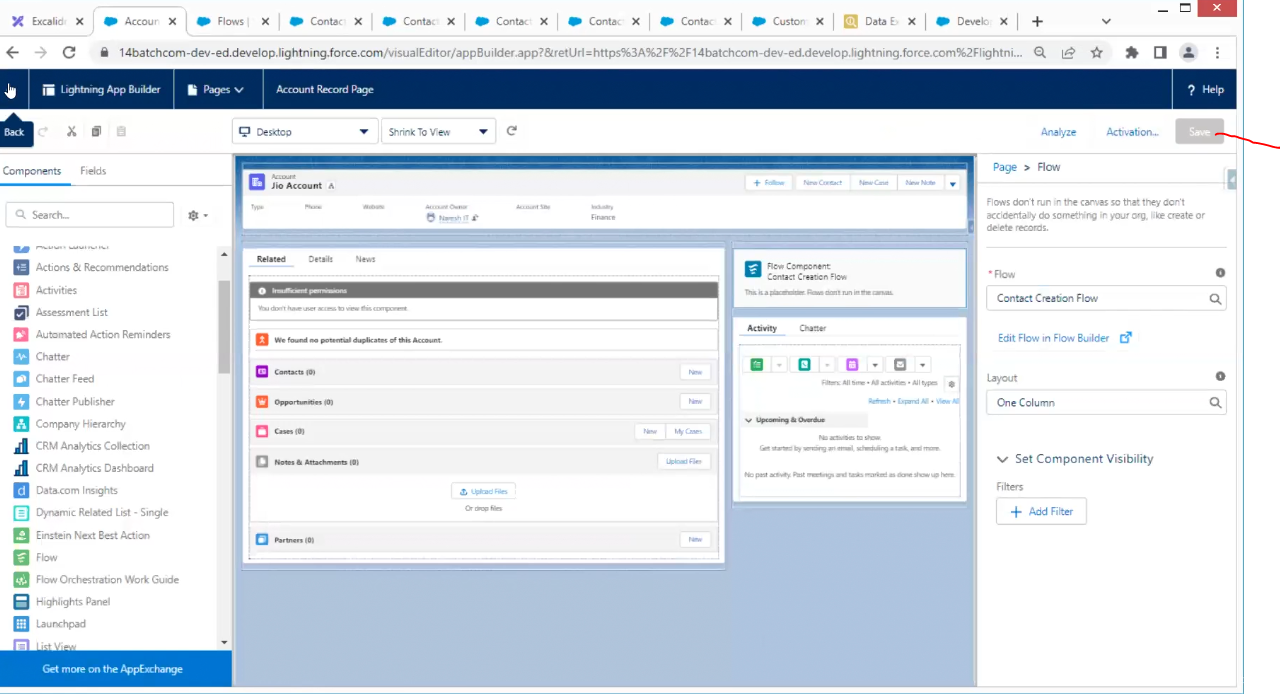 Excalid
Accoun
Flows |
Contac
Contac
Contac
Contac
Contac
Custom
Data Ex
Develo
14batchcom-dev-ed.develop.lightning.force.com/visualEditor/appBuilder.app?&retUrl=https%3A%2F%2F14batchcom-dev-ed.develop.lightning.force.com%2Flightni...
Lightning App Builder
Pages
Account Record Page
? Help
Back
Desktop
Shrink To View
Analyze
Activation...
Save
Components
Fields
Search...
Action Launcher
Actions & Recommendations
Activities
Assessment List
Automated Action Reminders
Chatter
Chatter Feed
Chatter Publisher
Company Hierarchy
CRM Analytics Collection
CRM Analytics Dashboard
Data.com Insights
Dynamic Related List - Single
Einstein Next Best Action
Flow
Flow Orchestration Work Guide
Highlights Panel
Launchpad
List View
Get more on the AppExchange
Account
Jio Account
+ Follow
New Contact
New Case
New Note
Type
Phone
Website
Account Owner
Account Site
Industry
Naresh IT
Finance
Related
Details
News
Insufficient permissions
You don't have user access to view this component.
We found no potential duplicates of this Account.
Contacts (0)
New
Opportunities (0)
New
Cases (0)
New
My Cases
Notes & Attachments (0)
Upload Files
Upload Files
Or drop files
Partners (0)
New
Flow Component:
Contact Creation Flow
This is a placeholder. Flows don't run in the canvas.
Activity
Chatter
Filters: All time • All activities • All types
Refresh • Expand All • View All
Upcoming & Overdue
No activities to show.
Get started by sending an email, scheduling a task, and more.
No past activity. Past meetings and tasks marked as done show up here.
Page > Flow
Flows don't run in the canvas so that they don't
accidentally do something in your org, like create or
delete records.
* Flow
Contact Creation Flow
Edit Flow in Flow Builder
Layout
One Column
Set Component Visibility
Filters
+ Add Filter